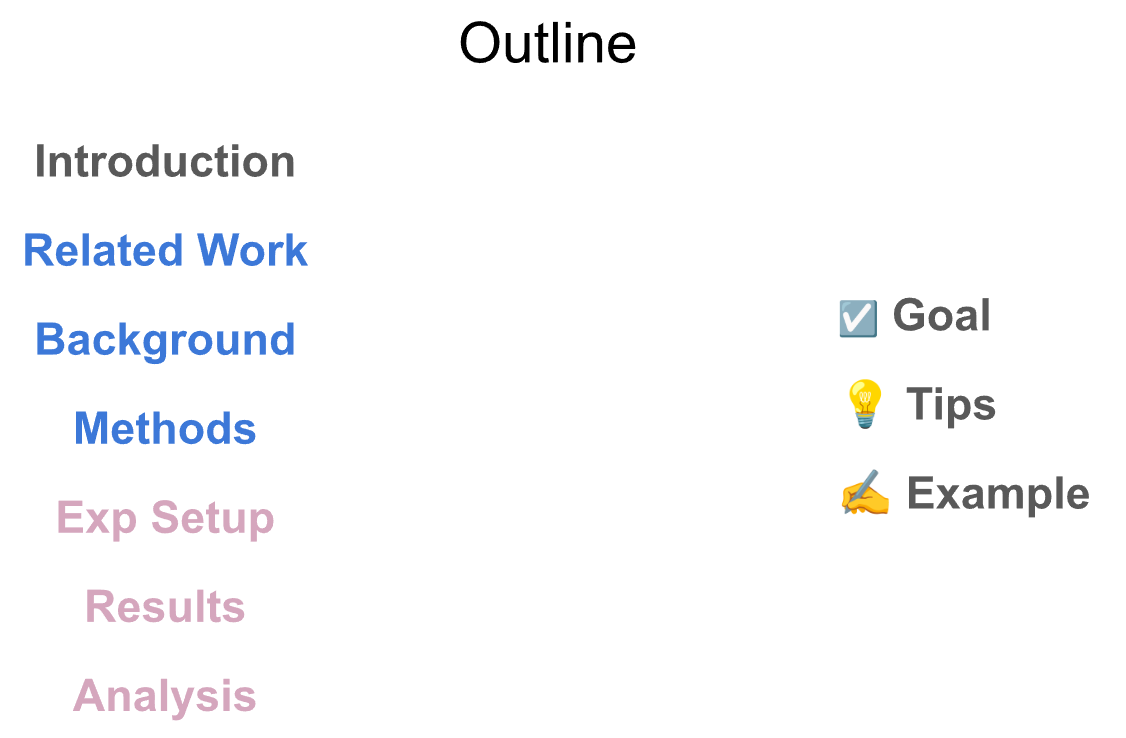 Outline
Introduction
Related Work
Background
Methods
Exp Setup
Results
Analysis
☑️ Goal
💡 Tips
✍️ Example